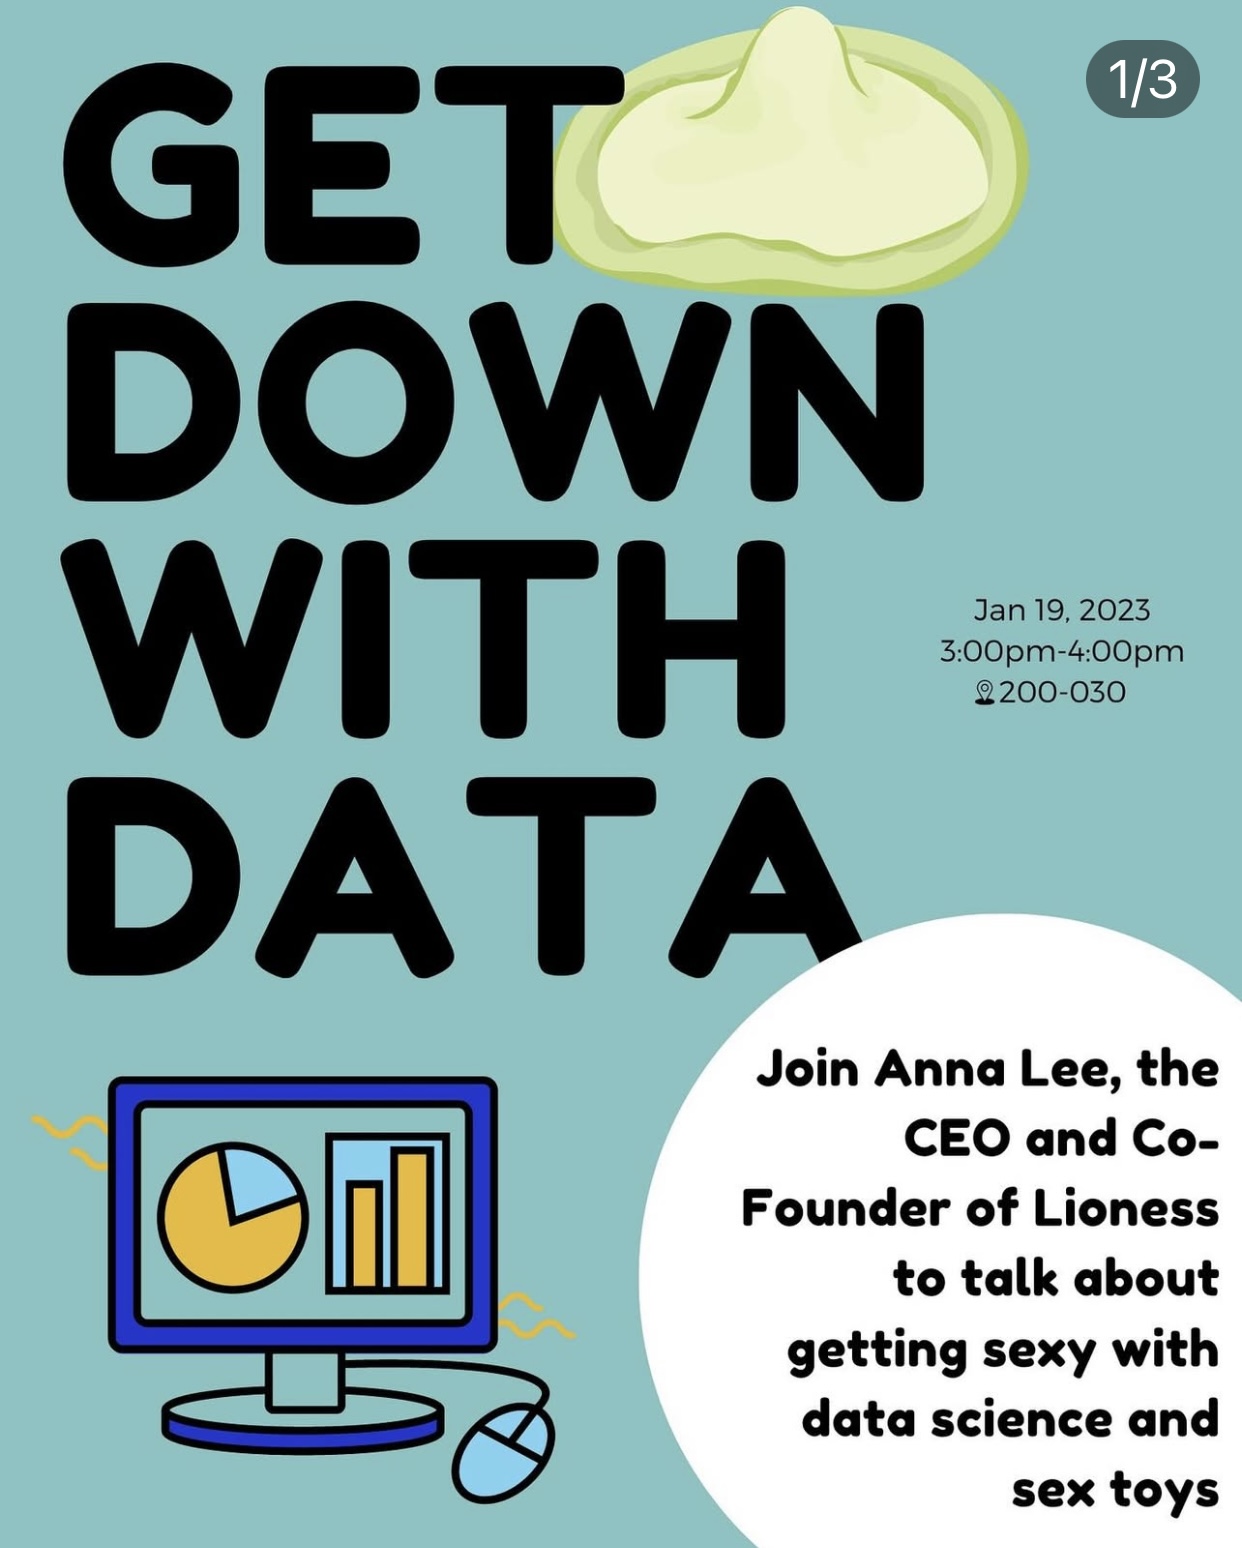 1/3
GET
DOWN
WITH
DATA
Jan 19, 2023
3:00pm-4:00pm
200-030
Join Anna Lee, the
CEO and Co-
Founder of Lioness
to talk about
getting sexy with
data science and
sex toys